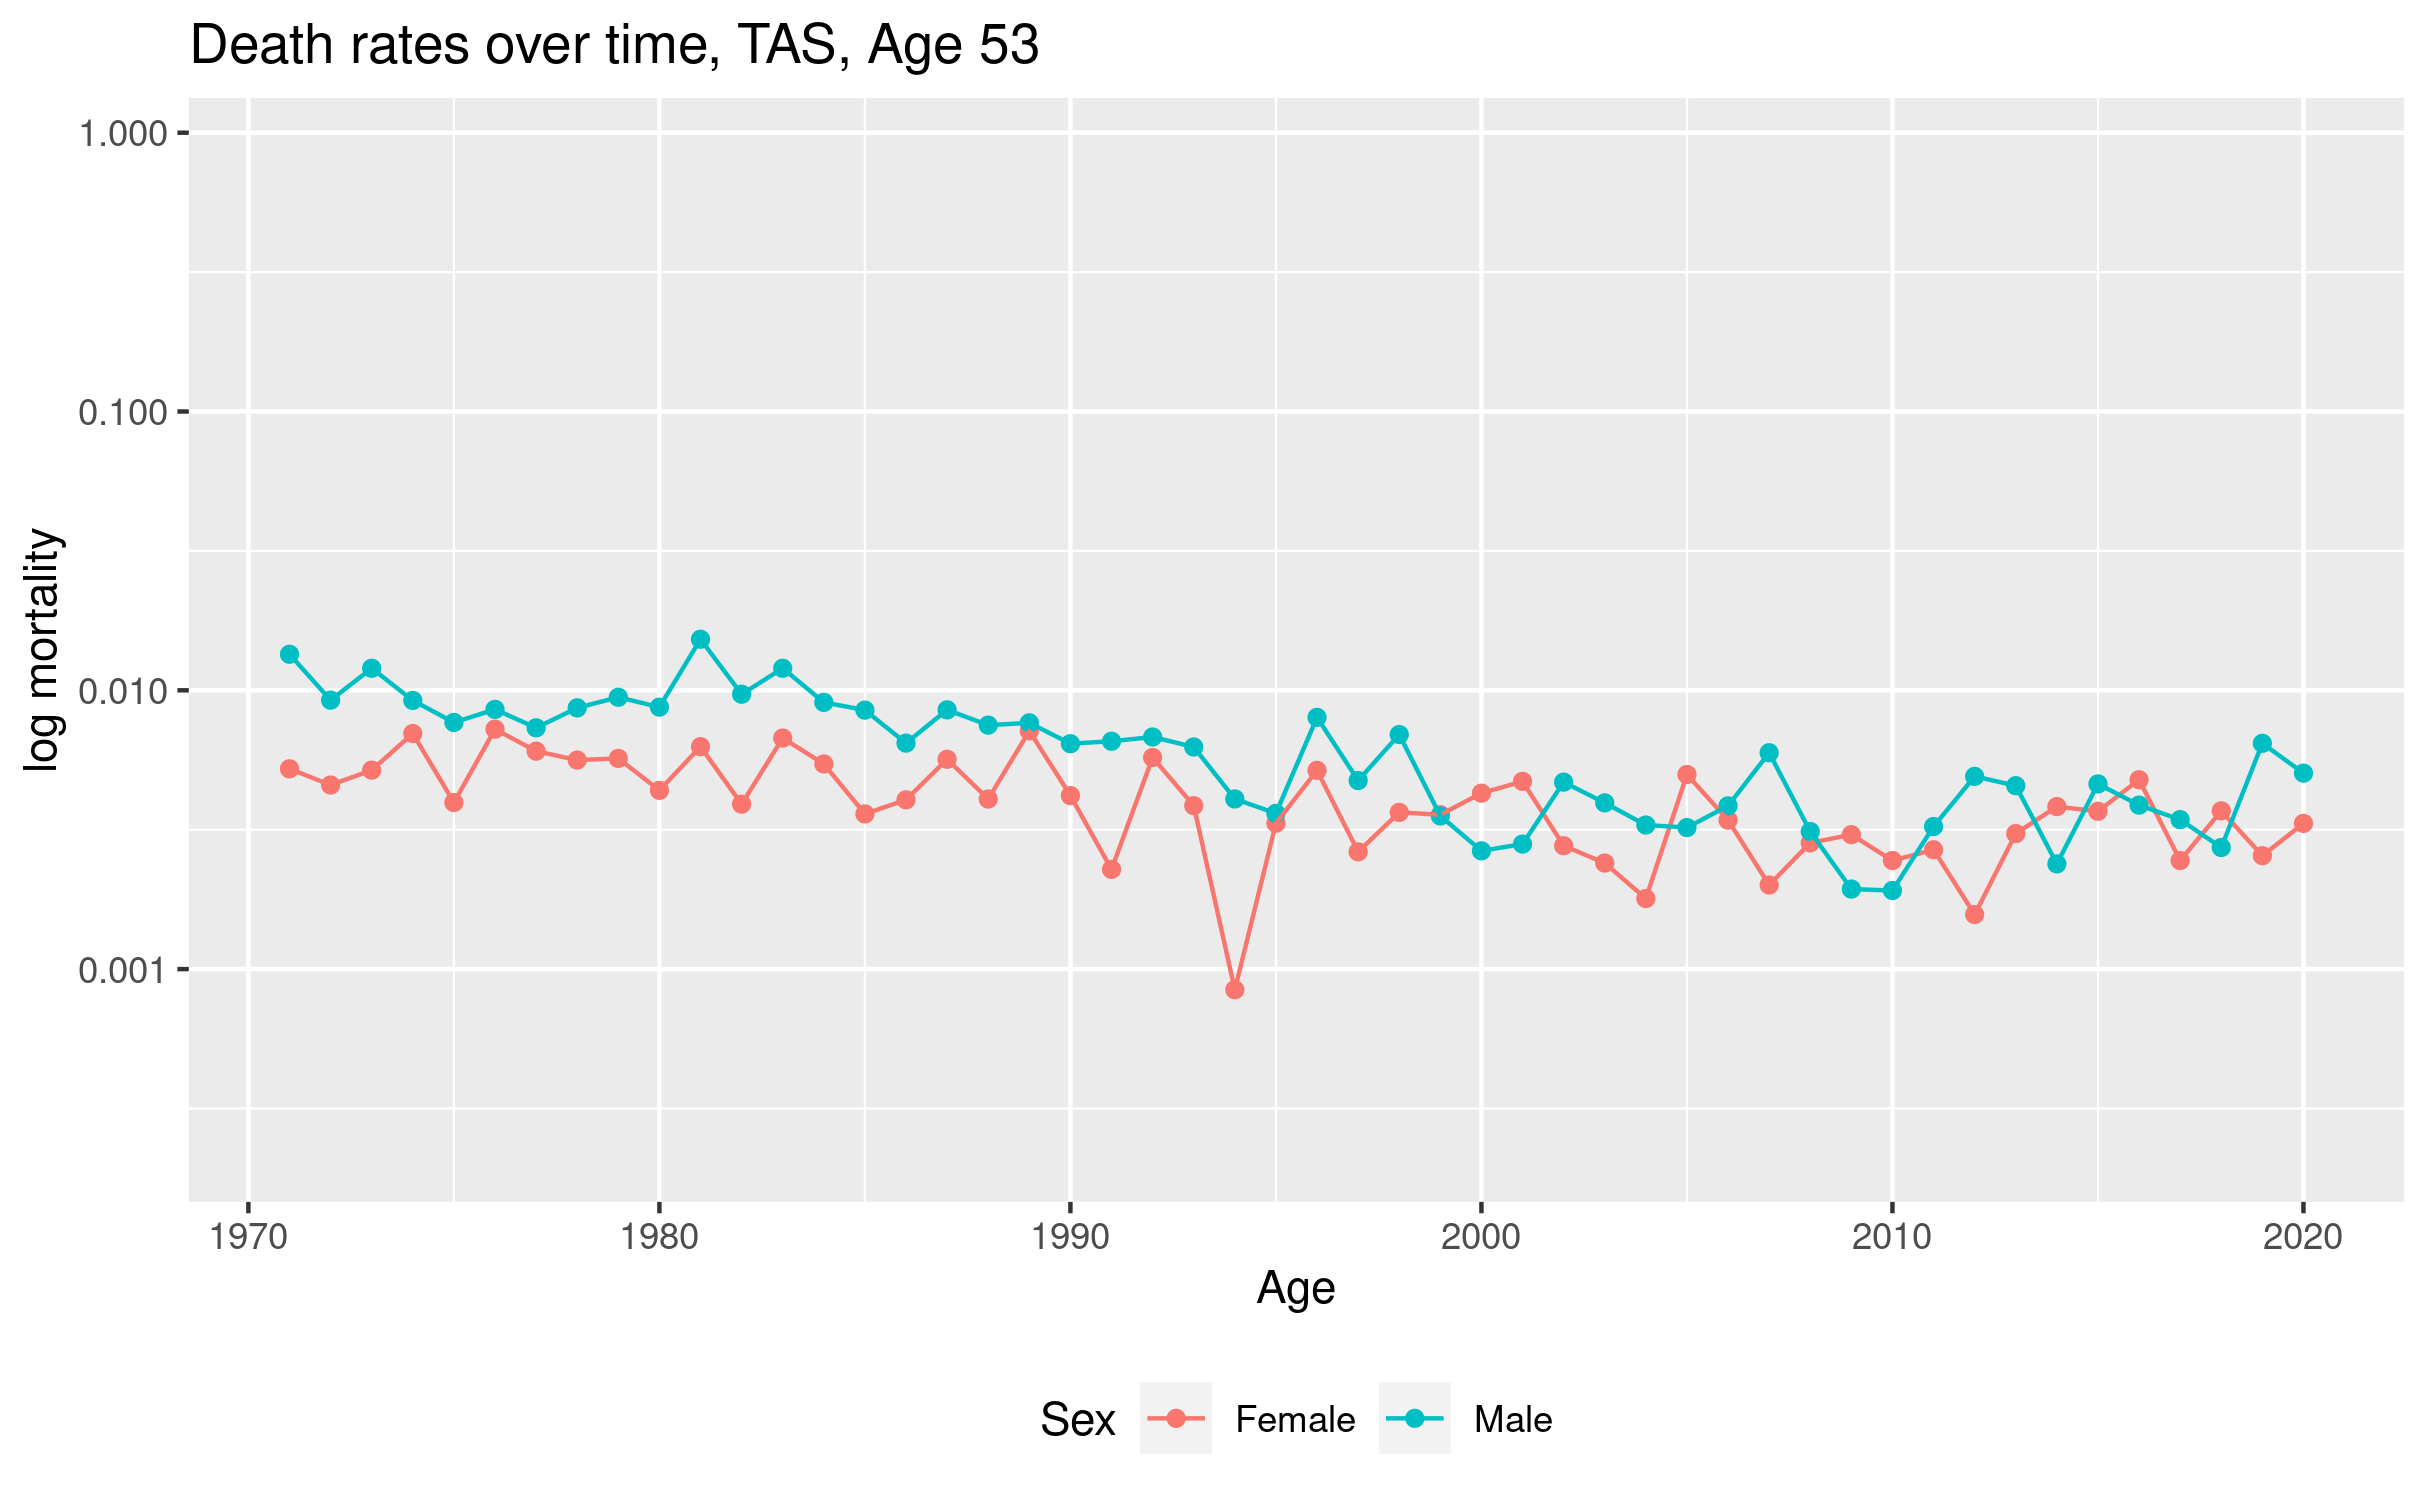 Death rates over time, TAS, Age 53
log mortality
1.000
0.100
0.010
0.001
1970 1980 1990 2000 2010 2020
Age
Sex Female Male